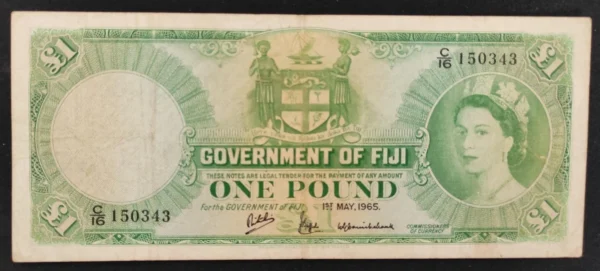 £1
£1
C/16 150343
GOVERNMENT OF FIJI
THESE NOTES ARE LEGAL TENDER FOR THE PAYMENT OF ANY AMOUNT
ONE POUND
C/16 150343
For the GOVERNMENT OF FIJI
1ST MAY, 1965.
COMMISSIONERS
OF CURRENCY
£1
£1
£1